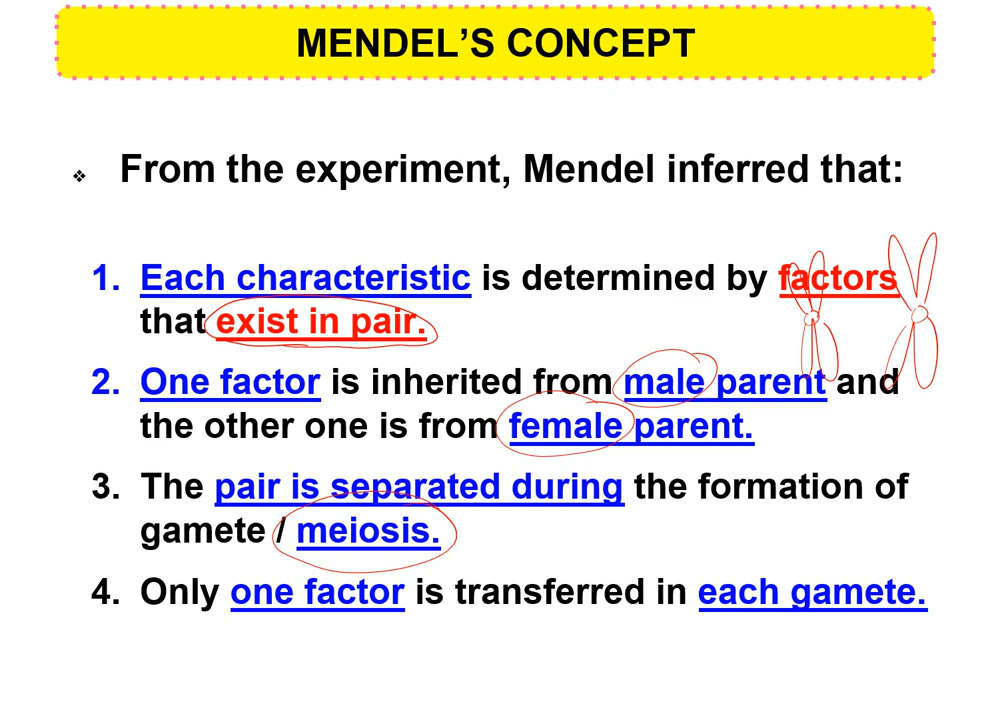 MENDEL’S CONCEPT
❖ From the experiment, Mendel inferred that:
1. Each characteristic is determined by factors
that exist in pair.
2. One factor is inherited from male parent and
the other one is from female parent.
3. The pair is separated during the formation of
gamete / meiosis.
4. Only one factor is transferred in each gamete.